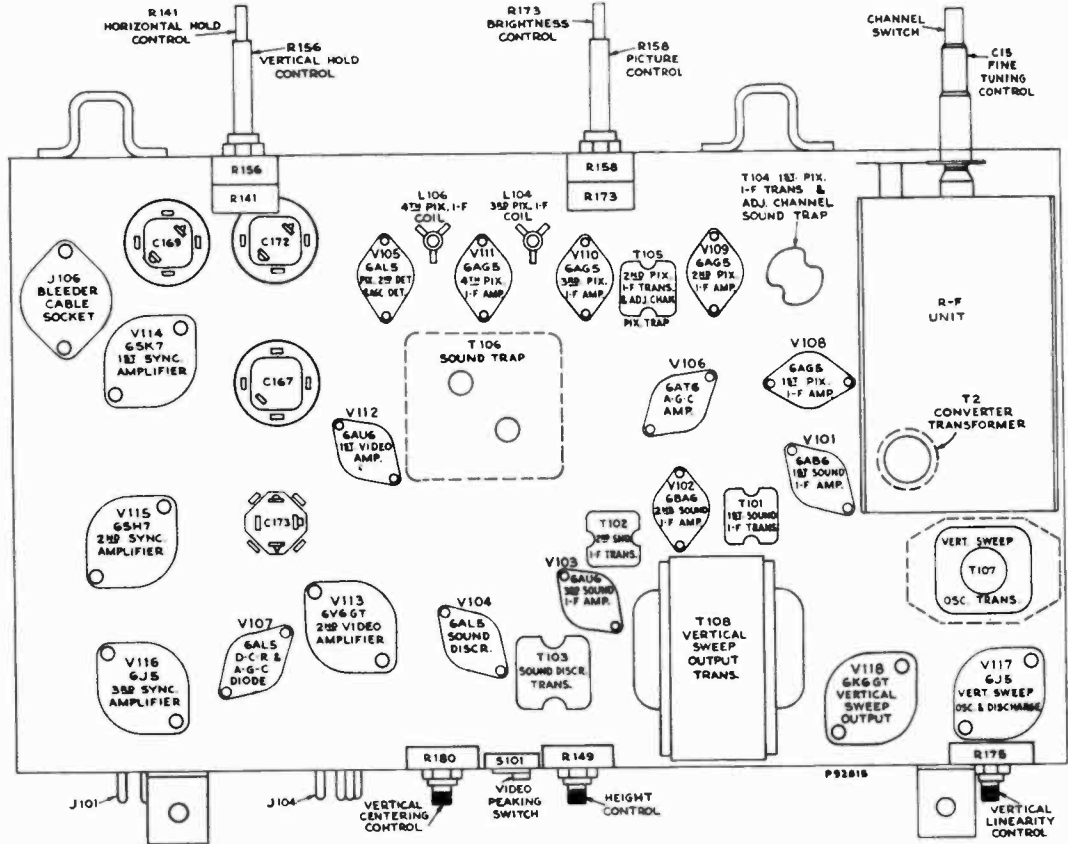 R141
HORIZONTAL HOLD
CONTROL
R156
VERTICAL HOLD
CONTROL
R173
BRIGHTNESS
CONTROL
R158
PICTURE
CONTROL
CHANNEL
SWITCH
C15
FINE
TUNING
CONTROL
R156
R141
R158
R173
T104 1ST. PIX.
I-F TRANS &
ADJ. CHANNEL
SOUND TRAP
L106
4TH PIX. I-F
COIL
L104
3RD PIX. I-F
COIL
C169
C172
J106
BLEEDER
CABLE
SOCKET
V105
6AL5
PIX. 2ND DET.
&AGC DET.
V111
6AG5
4TH PIX.
I-F AMP.
V110
6AG5
3RD PIX.
I-F AMP.
T105
2ND PIX.
I-F TRANS.
& ADJ. CHAN.
PIX. TRAP
V109
6AG5
2ND PIX.
I-F AMP.
R-F
UNIT
V114
6SK7
1ST SYNC.
AMPLIFIER
T106
SOUND TRAP
C167
V106
6AT6
A-G-C
AMP.
V108
6AG5
1ST PIX.
I-F AMP.
T2
CONVERTER
TRANSFORMER
V112
6AU6
1ST VIDEO
AMP.
V101
6AB6
1ST SOUND
I-F AMP.
V102
6BA6
2ND SOUND
I-F AMP.
T101
1ST SOUND
I-F TRANS.
V115
6SH7
2ND SYNC.
AMPLIFIER
C173
T102
2ND SND.
I-F TRANS.
VERT. SWEEP
T107
OSC. TRANS.
V103
6AU6
3RD SOUND
I-F AMP.
V113
6V6GT
2ND VIDEO
AMPLIFIER
V104
6AL5
SOUND
DISCR.
T108
VERTICAL
SWEEP
OUTPUT
TRANS.
V107
6AL5
D-C-R &
A-G-C
DIODE
V116
6J5
3RD SYNC.
AMPLIFIER
T103
SOUND DISCR.
TRANS.
V118
6K6GT
VERTICAL
SWEEP
OUTPUT
V117
6J5
VERT. SWEEP
OSC. & DISCHARGE
R180
S101
R149
R175
P92815
J101
J104
VERTICAL
CENTERING
CONTROL
VIDEO
PEAKING
SWITCH
HEIGHT
CONTROL
VERTICAL
LINEARITY
CONTROL